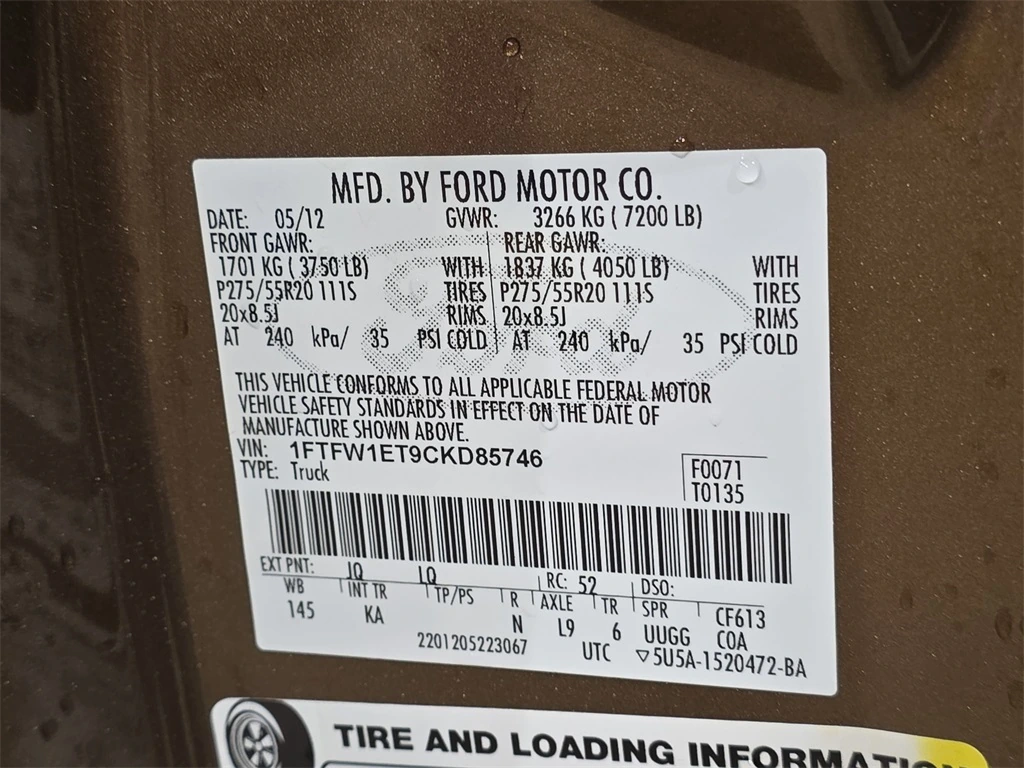 MFD. BY FORD MOTOR CO.
DATE: 05/12 GVWR: 3266 KG ( 7200 LB)
FRONT GAWR: REAR GAWR:
1701 KG ( 3750 LB) WITH 1837 KG ( 4050 LB) WITH
P275/55R20 111S TIRES P275/55R20 111S TIRES
20x8.5J RIMS 20x8.5J RIMS
AT 240 kPa/ 35 PSI COLD AT 240 kPa/ 35 PSI COLD
THIS VEHICLE CONFORMS TO ALL APPLICABLE FEDERAL MOTOR
VEHICLE SAFETY STANDARDS IN EFFECT ON THE DATE OF
MANUFACTURE SHOWN ABOVE.
VIN: 1FTFW1ET9CKD85746
TYPE: Truck
F0071
T0135
EXT PNT: JQ LQ RC: 52 DSO:
WB INT TR TP/PS R AXLE TR SPR CF613
145 KA N L9 6 UUGG COA
2201205223067 UTC ▽5U5A-1520472-BA
TIRE AND LOADING INFORMATION